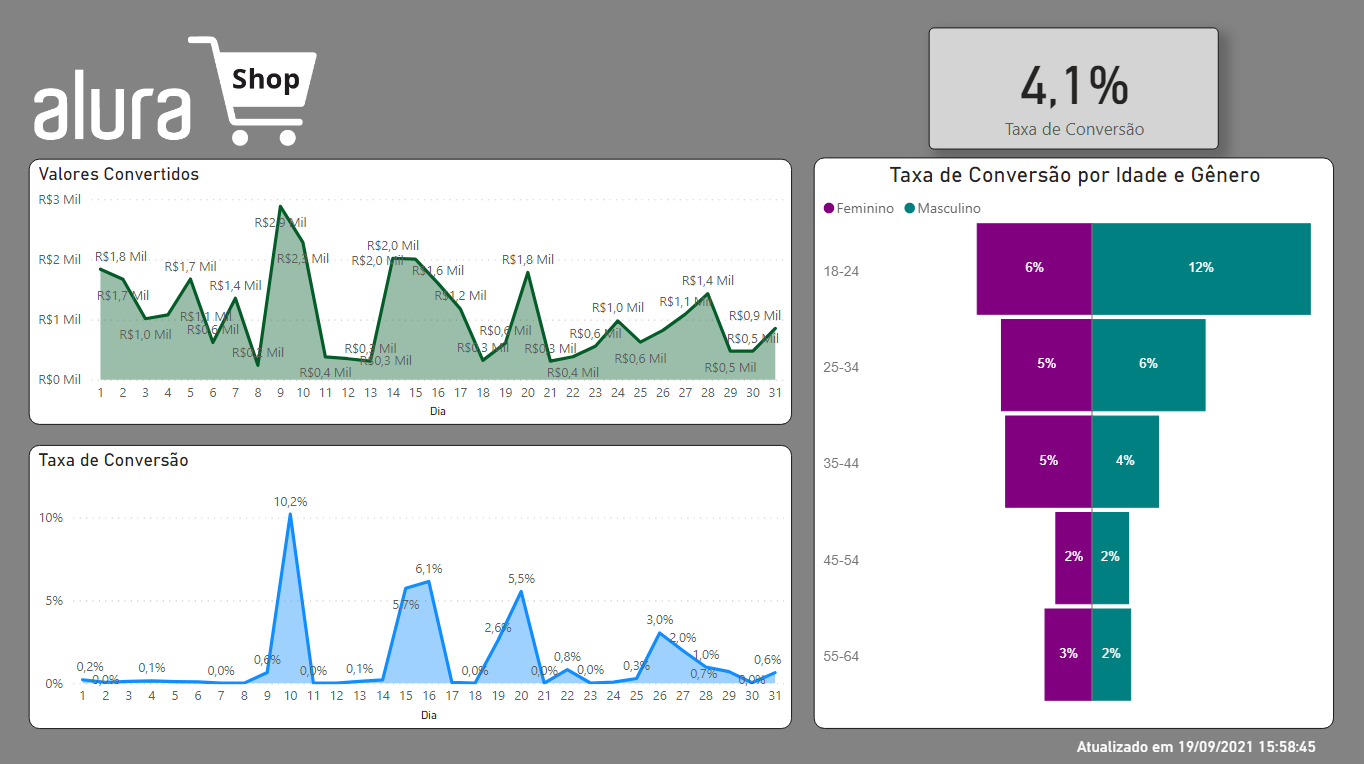 alura
Shop
4,1%
Taxa de Conversão
Valores Convertidos
R$3 Mil
R$2 Mil
R$1 Mil
R$0 Mil
R$1,8 Mil
R$1,7 Mil
R$1,0 Mil
R$1,1 Mil
R$1,7 Mil
R$0,6 Mil
R$1,4 Mil
R$2,9 Mil
R$2,3 Mil
R$0,4 Mil
R$0,3 Mil
R$0,3 Mil
R$2,0 Mil
R$2,0 Mil
R$1,6 Mil
R$1,2 Mil
R$0,3 Mil
R$0,6 Mil
R$1,8 Mil
R$0,3 Mil
R$0,4 Mil
R$0,6 Mil
R$1,0 Mil
R$0,6 Mil
R$1,1 Mil
R$1,4 Mil
R$0,5 Mil
R$0,5 Mil
R$0,9 Mil
1 2 3 4 5 6 7 8 9 10 11 12 13 14 15 16 17 18 19 20 21 22 23 24 25 26 27 28 29 30 31
Dia
Taxa de Conversão
10%
5%
0%
0,2%
0,0%
0,1%
0,0%
0,6%
10,2%
0,0%
0,1%
5,7%
6,1%
0,0%
2,6%
5,5%
0,0%
0,8%
0,0%
0,3%
3,0%
2,0%
1,0%
0,7%
0,0%
0,6%
1 2 3 4 5 6 7 8 9 10 11 12 13 14 15 16 17 18 19 20 21 22 23 24 25 26 27 28 29 30 31
Dia
Taxa de Conversão por Idade e Gênero
Feminino Masculino
18-24 6% 12%
25-34 5% 6%
35-44 5% 4%
45-54 2% 2%
55-64 3% 2%
Atualizado em 19/09/2021 15:58:45